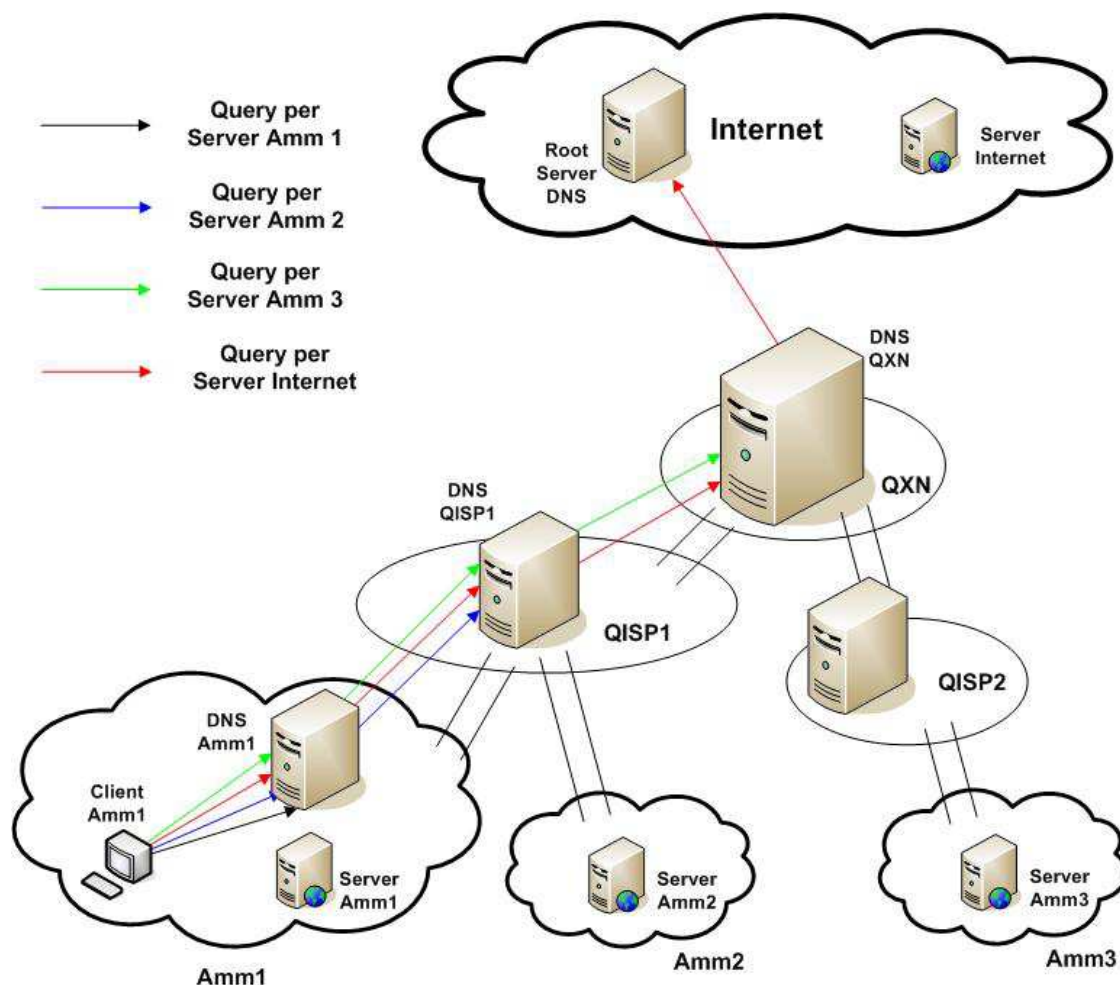 Query per
Server Amm 1
Query per
Server Amm 2
Query per
Server Amm 3
Query per
Server Internet
Internet
Root
Server
DNS
Server
Internet
DNS
QXN
QXN
DNS
QISP1
QISP1
QISP2
DNS
Amm1
Client
Amm1
Server
Amm1
Server
Amm2
Server
Amm3
Amm1
Amm2
Amm3